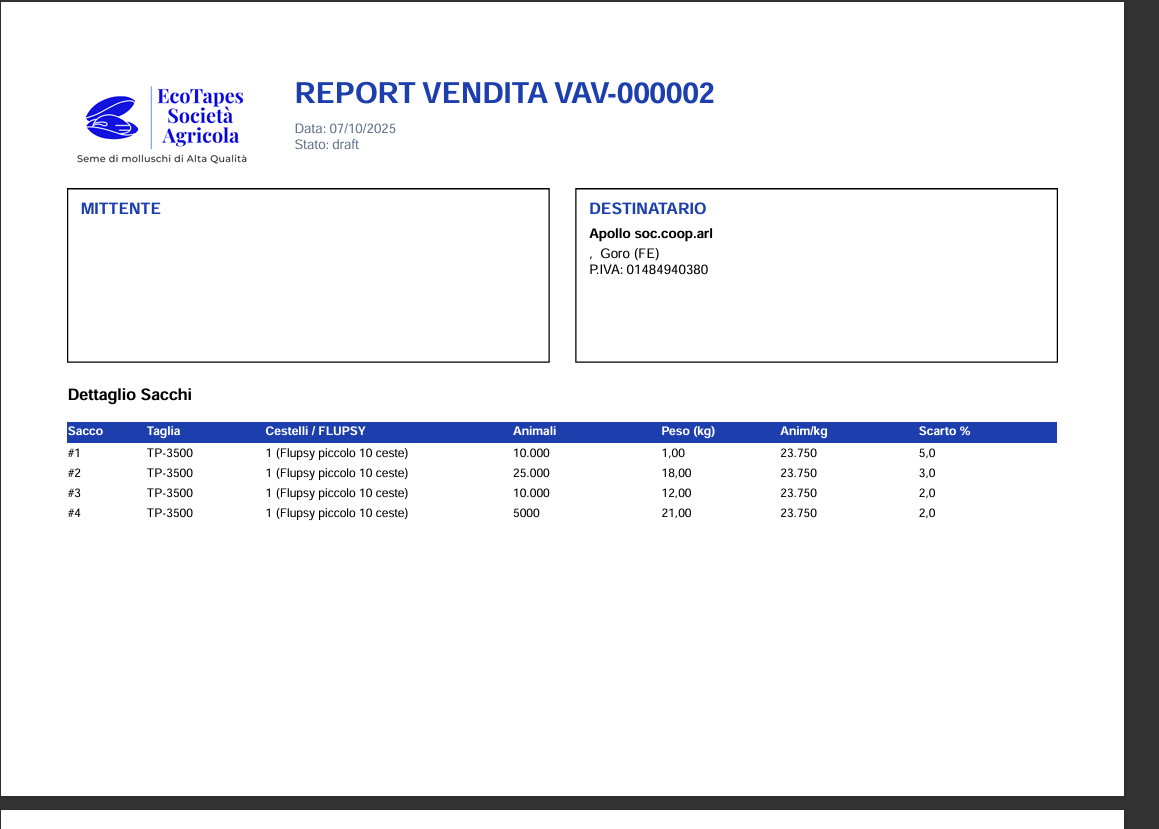 EcoTapes
Società
Agricola
Seme di molluschi di Alta Qualità
REPORT VENDITA VAV-000002
Data: 07/10/2025
Stato: draft
MITTENTE
DESTINATARIO
Apollo soc.coop.arl
, Goro (FE)
P.IVA: 01484940380
Dettaglio Sacchi
Sacco Taglia Cestelli / FLUPSY Animali Peso (kg) Anim/kg Scarto %
#1 TP-3500 1 (Flupsy piccolo 10 ceste) 10.000 1,00 23.750 5,0
#2 TP-3500 1 (Flupsy piccolo 10 ceste) 25.000 18,00 23.750 3,0
#3 TP-3500 1 (Flupsy piccolo 10 ceste) 10.000 12,00 23.750 2,0
#4 TP-3500 1 (Flupsy piccolo 10 ceste) 5000 21,00 23.750 2,0